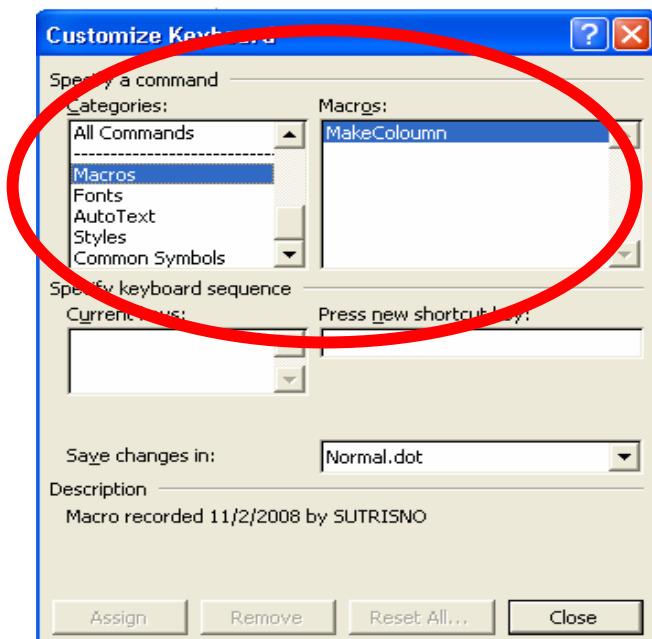 Customize Keyboard
Specify a command
Categories: Macros:
All Commands MakeColoumn
Macros
Fonts
AutoText
Styles
Common Symbols
Specify keyboard sequence
Current keys: Press new shortcut key:
Save changes in: Normal.dot
Description
Macro recorded 11/2/2008 by SUTRISNO
Assign Remove Reset All... Close